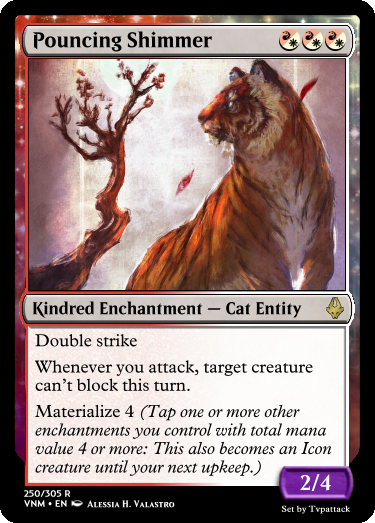 Pouncing Shimmer
Kindred Enchantment — Cat Entity
Double strike
Whenever you attack, target creature
can't block this turn.
Materialize 4 (Tap one or more other
enchantments you control with total mana
value 4 or more: This also becomes an Icon
creature until your next upkeep.)
2/4
250/305 R
VNM • EN Alessia H. Valastro
Set by Tvpattack